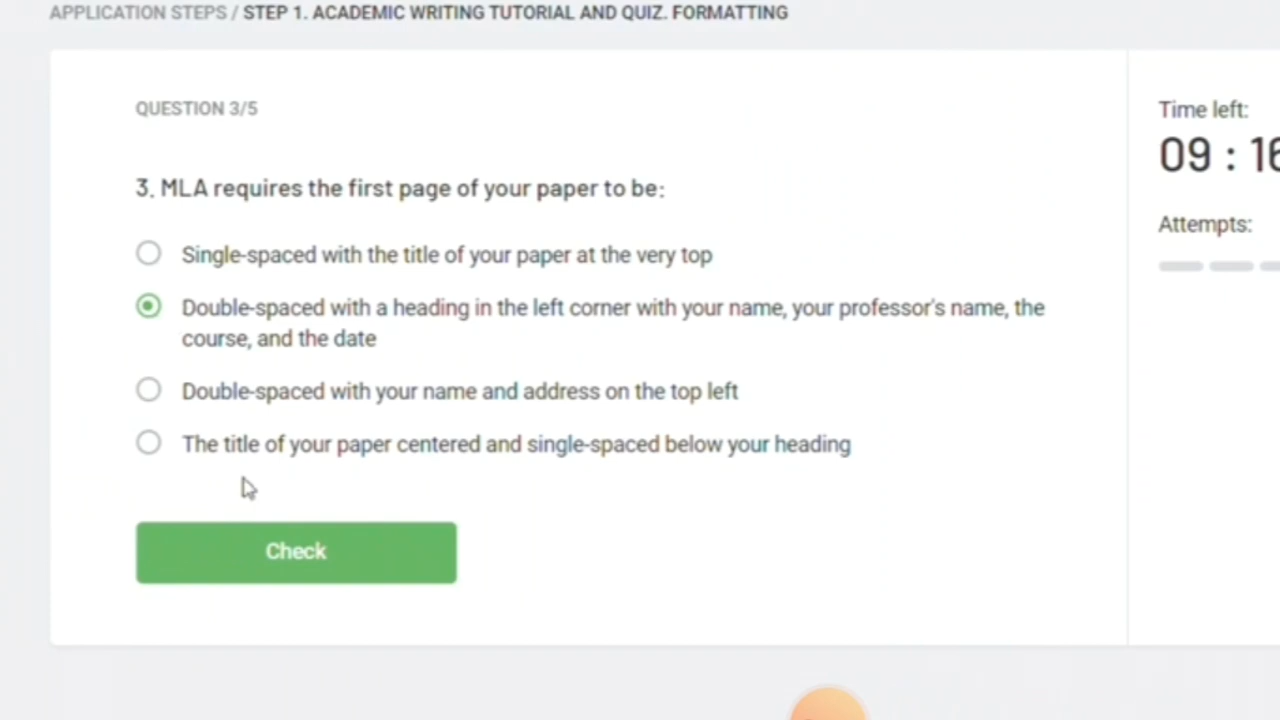 APPLICATION STEPS / STEP 1. ACADEMIC WRITING TUTORIAL AND QUIZ. FORMATTING
QUESTION 3/5
Time left:
09 : 16
3. MLA requires the first page of your paper to be:
Attempts:
Single-spaced with the title of your paper at the very top
Double-spaced with a heading in the left corner with your name, your professor's name, the
course, and the date
Double-spaced with your name and address on the top left
The title of your paper centered and single-spaced below your heading
Check